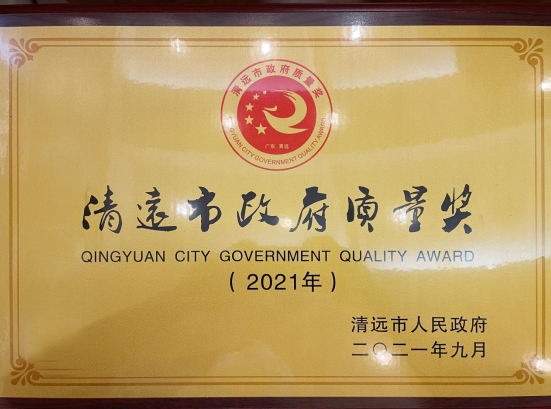 清远市政府质量奖
广东 清远
QINGYUAN CITY GOVERNMENT QUALITY AWARD
清远市政府质量奖
QINGYUAN CITY GOVERNMENT QUALITY AWARD
(2021年)
清远市人民政府
二〇二一年九月